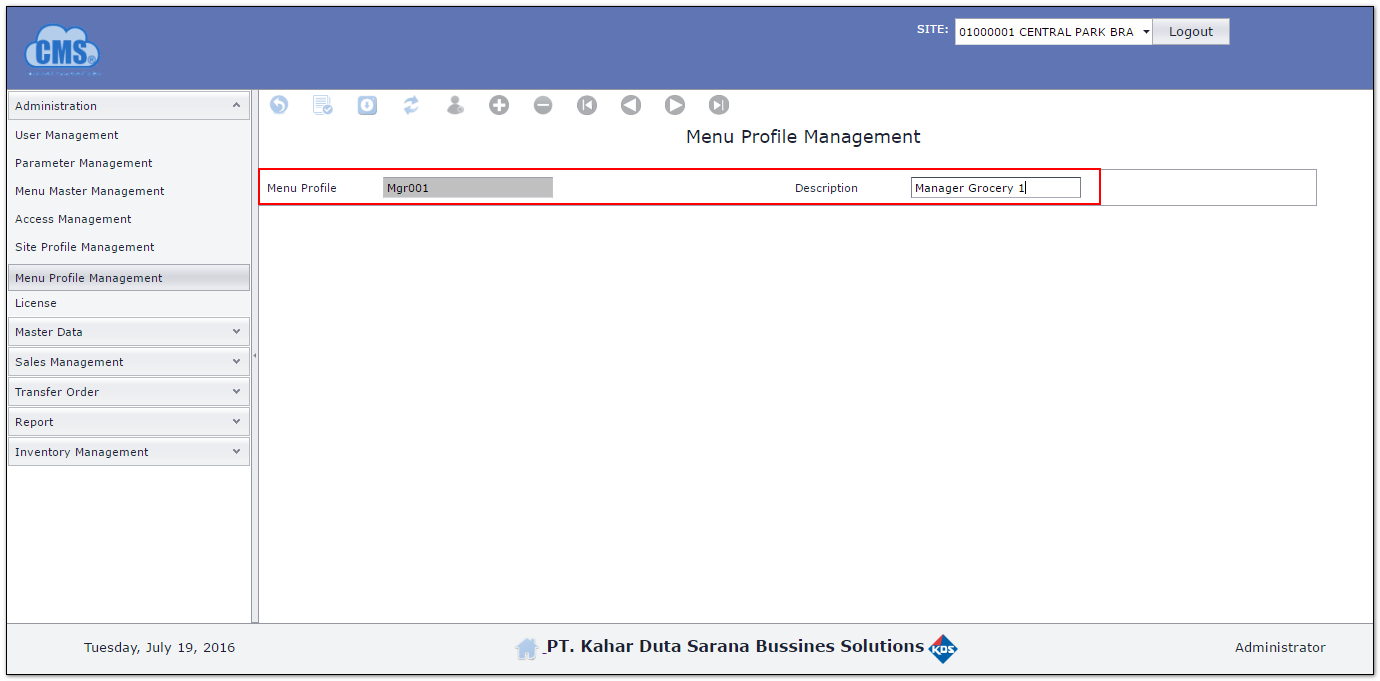 CMS®
SITE: 01000001 CENTRAL PARK BRA Logout
Administration
User Management
Parameter Management
Menu Master Management
Access Management
Site Profile Management
Menu Profile Management
License
Master Data
Sales Management
Transfer Order
Report
Inventory Management
Menu Profile Management
Menu Profile Mgr001 Description Manager Grocery 1
Tuesday, July 19, 2016 PT. Kahar Duta Sarana Bussines Solutions KDS Administrator